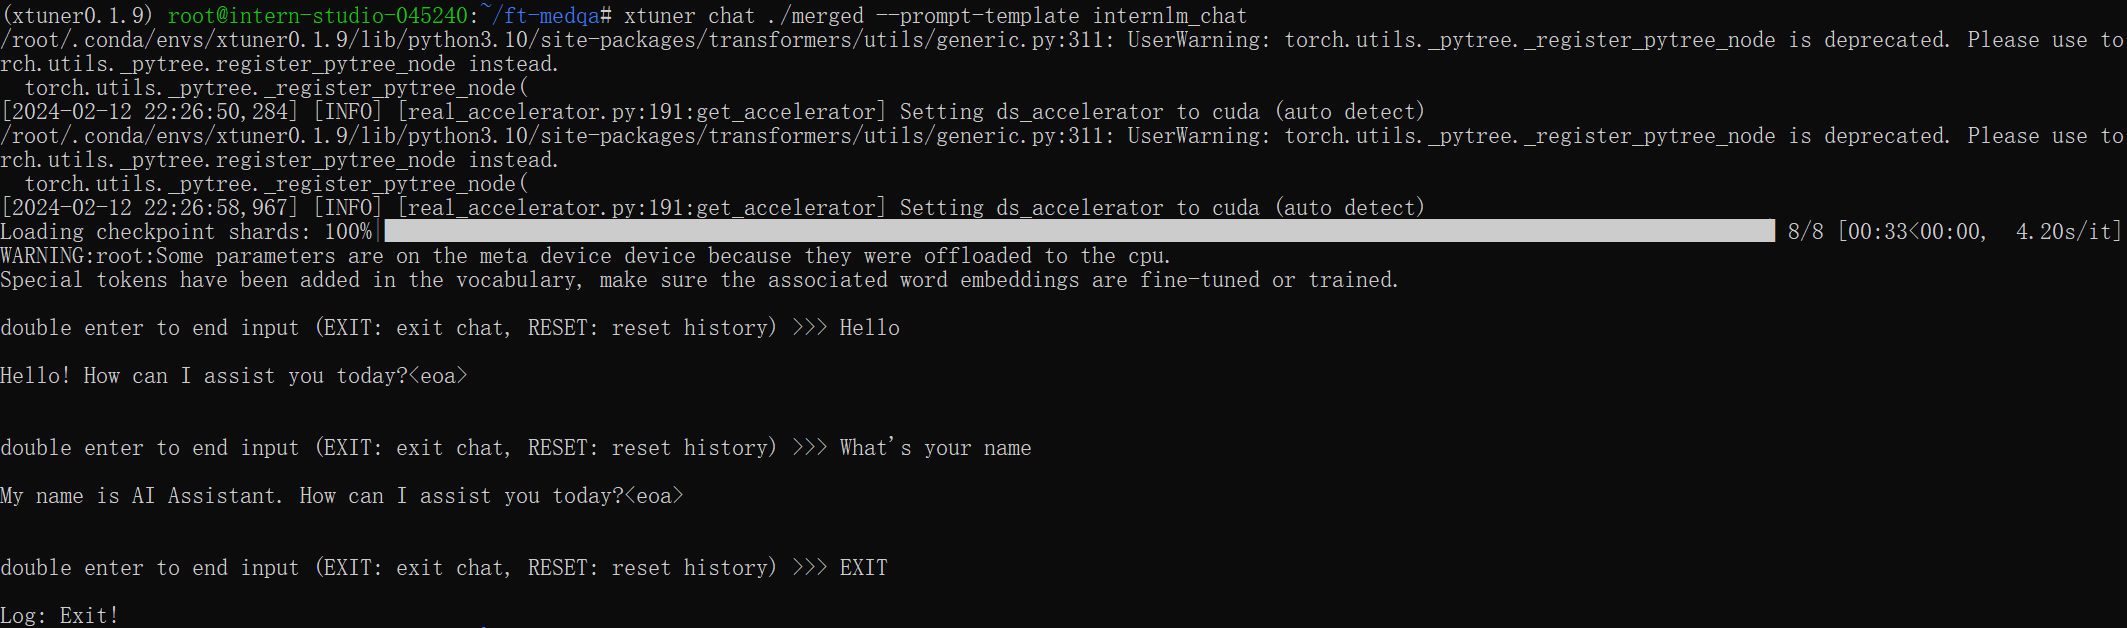 (xtuner0.1.9) root@intern-studio-045240:~/ft-medqa# xtuner chat ./merged --prompt-template internlm_chat
/root/.conda/envs/xtuner0.1.9/lib/python3.10/site-packages/transformers/utils/generic.py:311: UserWarning: torch.utils._pytree._register_pytree_node is deprecated. Please use to
rch.utils._pytree.register_pytree_node instead.
  torch.utils._pytree._register_pytree_node(
[2024-02-12 22:26:50,284] [INFO] [real_accelerator.py:191:get_accelerator] Setting ds_accelerator to cuda (auto detect)
/root/.conda/envs/xtuner0.1.9/lib/python3.10/site-packages/transformers/utils/generic.py:311: UserWarning: torch.utils._pytree._register_pytree_node is deprecated. Please use to
rch.utils._pytree.register_pytree_node instead.
  torch.utils._pytree._register_pytree_node(
[2024-02-12 22:26:58,967] [INFO] [real_accelerator.py:191:get_accelerator] Setting ds_accelerator to cuda (auto detect)
Loading checkpoint shards: 100%| | 8/8 [00:33<00:00,  4.20s/it]
WARNING:root:Some parameters are on the meta device device because they were offloaded to the cpu.
Special tokens have been added in the vocabulary, make sure the associated word embeddings are fine-tuned or trained.
double enter to end input (EXIT: exit chat, RESET: reset history) >>> Hello
Hello! How can I assist you today?<eoa>
double enter to end input (EXIT: exit chat, RESET: reset history) >>> What's your name
My name is AI Assistant. How can I assist you today?<eoa>
double enter to end input (EXIT: exit chat, RESET: reset history) >>> EXIT
Log: Exit!